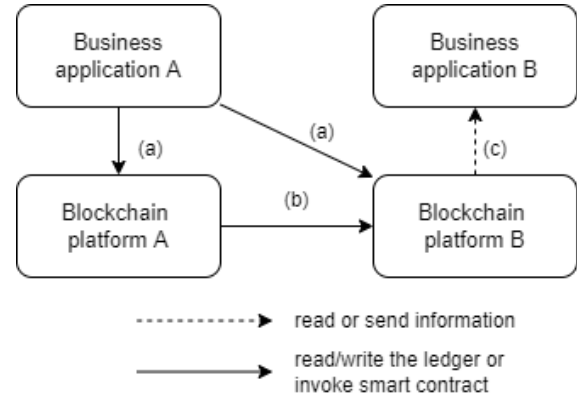 Business
application A
Business
application B
(a)
(a)
(c)
(b)
Blockchain
platform A
Blockchain
platform B
read or send information
read/write the ledger or
invoke smart contract